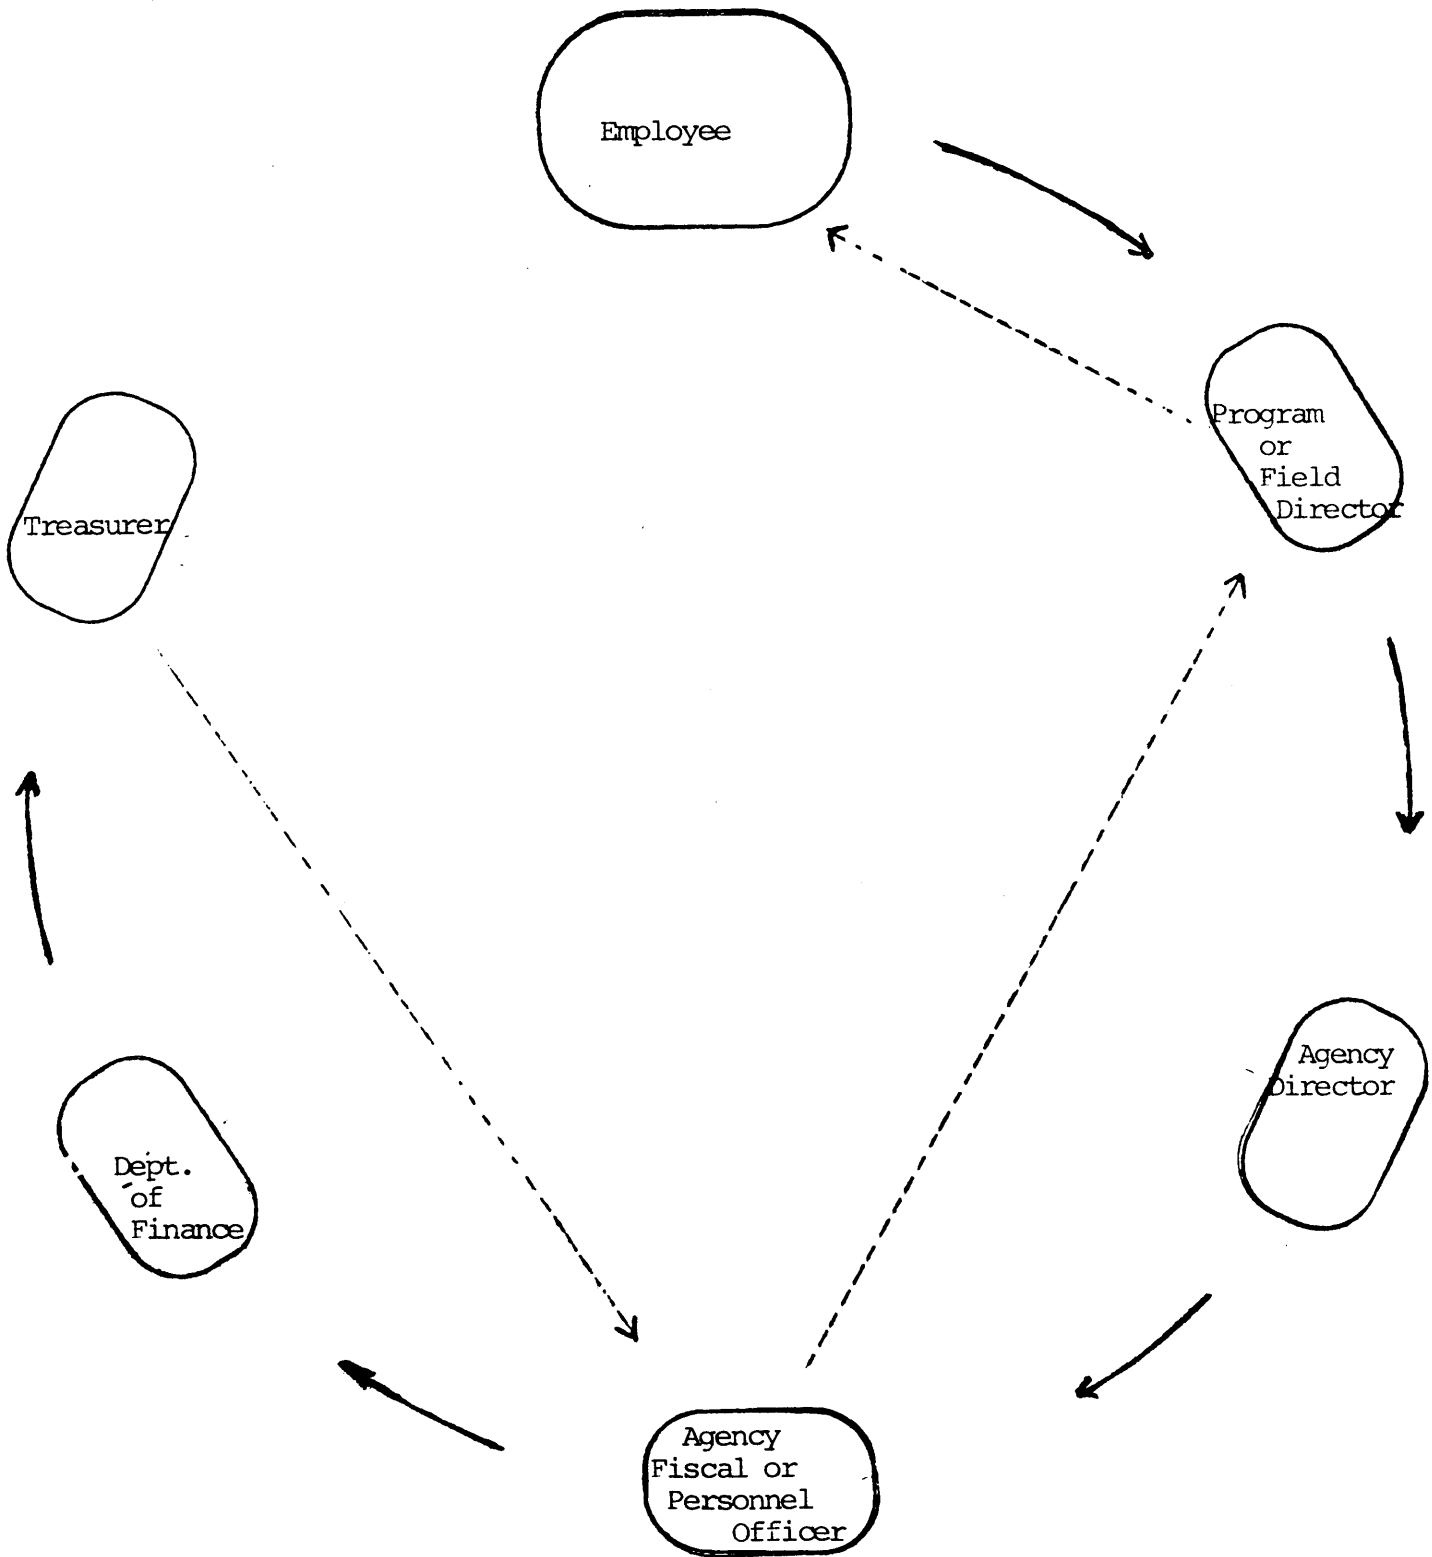 Employee
Program
or
Field
Director
Treasurer
Agency
Director
Dept.
of
Finance
Agency
Fiscal or
Personnel
Officer